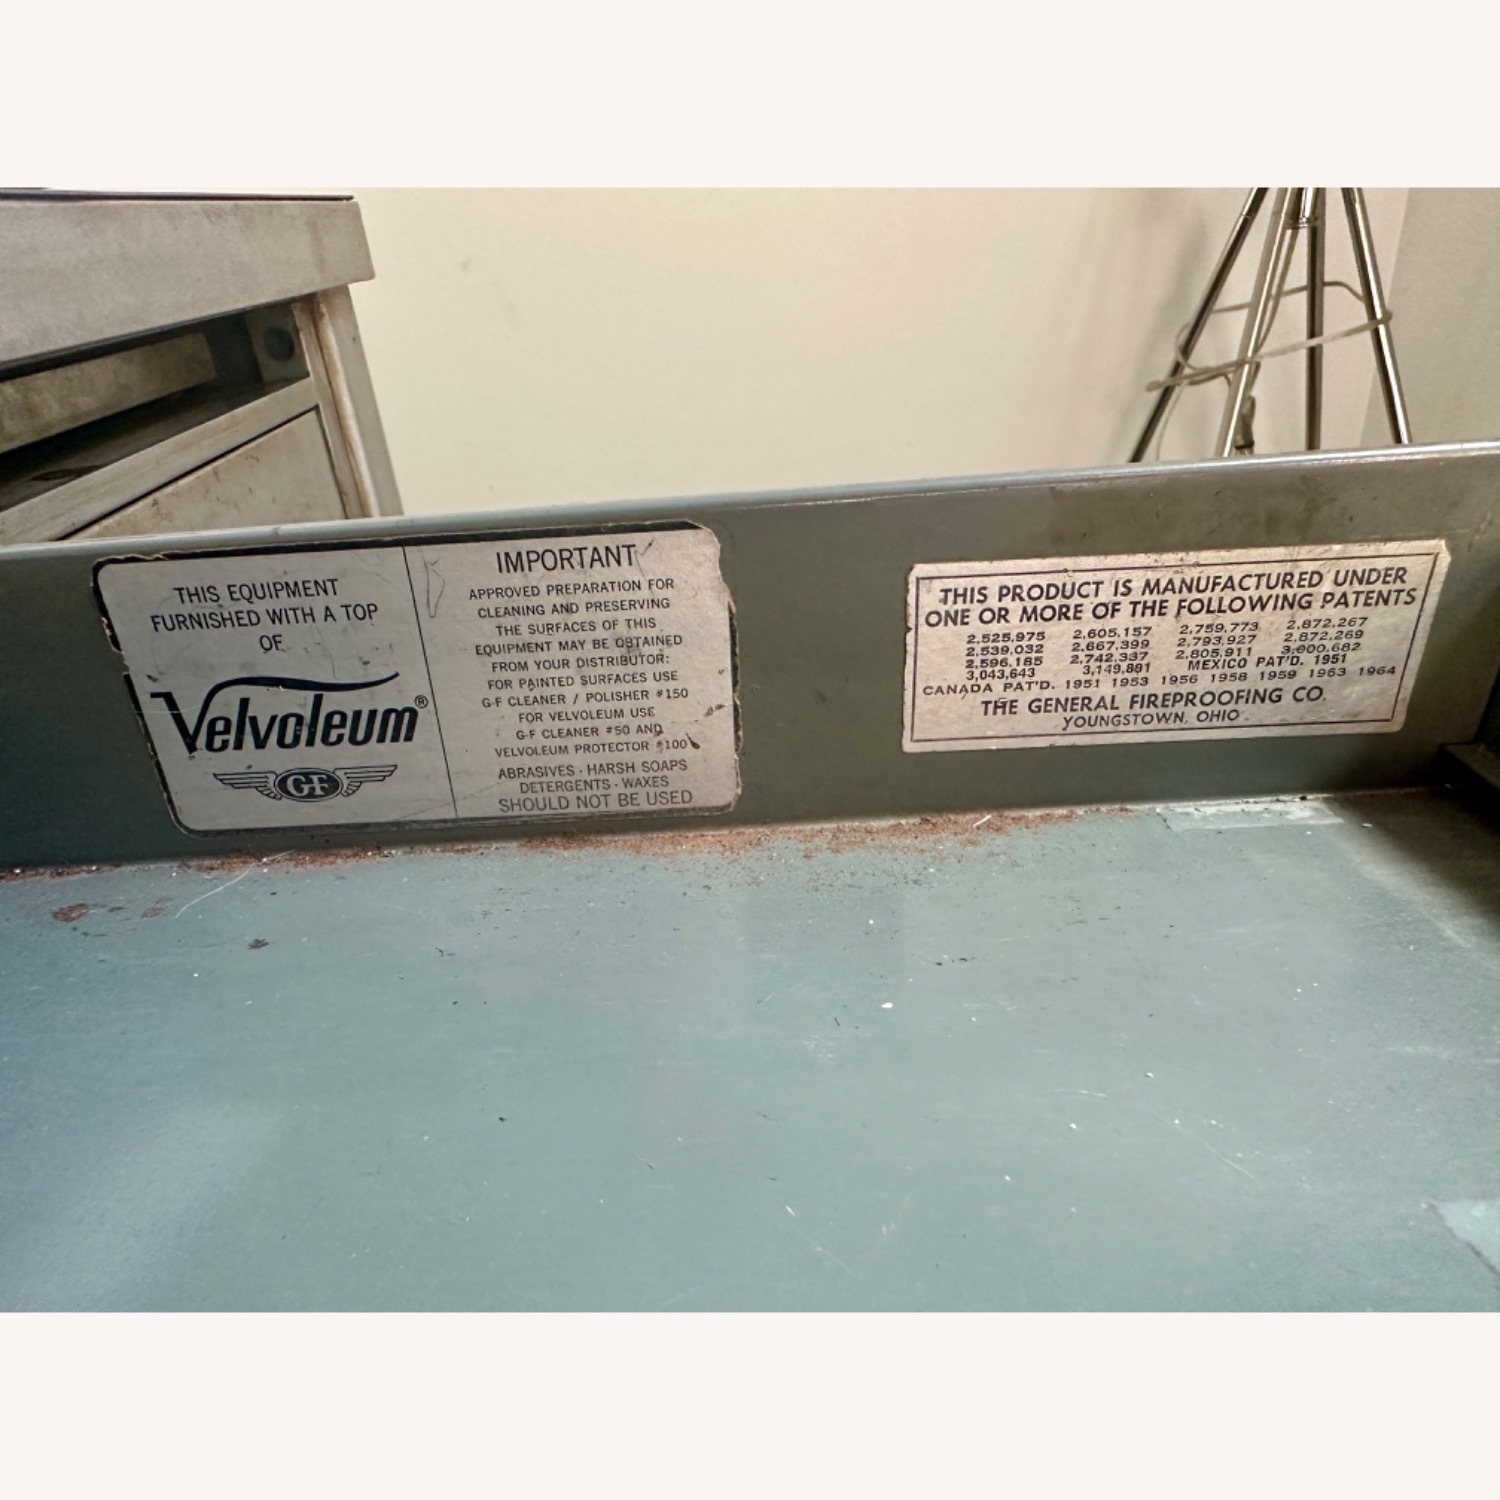 THIS EQUIPMENT
FURNISHED WITH A TOP
OF
Velvoleum®
GF
IMPORTANT
APPROVED PREPARATION FOR
CLEANING AND PRESERVING
THE SURFACES OF THIS
EQUIPMENT MAY BE OBTAINED
FROM YOUR DISTRIBUTOR:
FOR PAINTED SURFACES USE
G-F CLEANER / POLISHER #150
FOR VELVOLEUM USE
G-F CLEANER #50 AND
VELVOLEUM PROTECTOR #100
ABRASIVES - HARSH SOAPS
DETERGENTS - WAXES
SHOULD NOT BE USED
THIS PRODUCT IS MANUFACTURED UNDER
ONE OR MORE OF THE FOLLOWING PATENTS
2,525,975 2,605,157 2,759,773 2,872,267
2,539,032 2,667,399 2,793,927 2,872,269
2,596,185 2,742,337 2,805,911 3,000,682
3,043,643 3,149,881 MEXICO PAT'D. 1951
CANADA PAT'D. 1951 1953 1956 1958 1959 1963 1964
THE GENERAL FIREPROOFING CO.
YOUNGSTOWN, OHIO